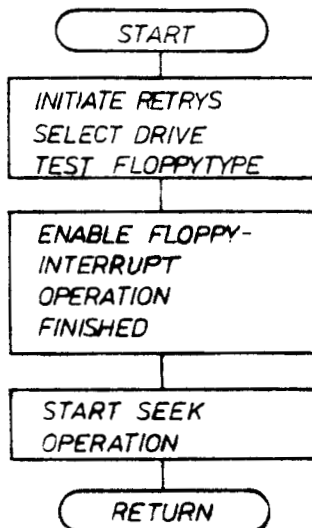 START
INITIATE RETRYS
SELECT DRIVE
TEST FLOPPYTYPE
ENABLE FLOPPY-
INTERRUPT
OPERATION
FINISHED
START SEEK
OPERATION
RETURN